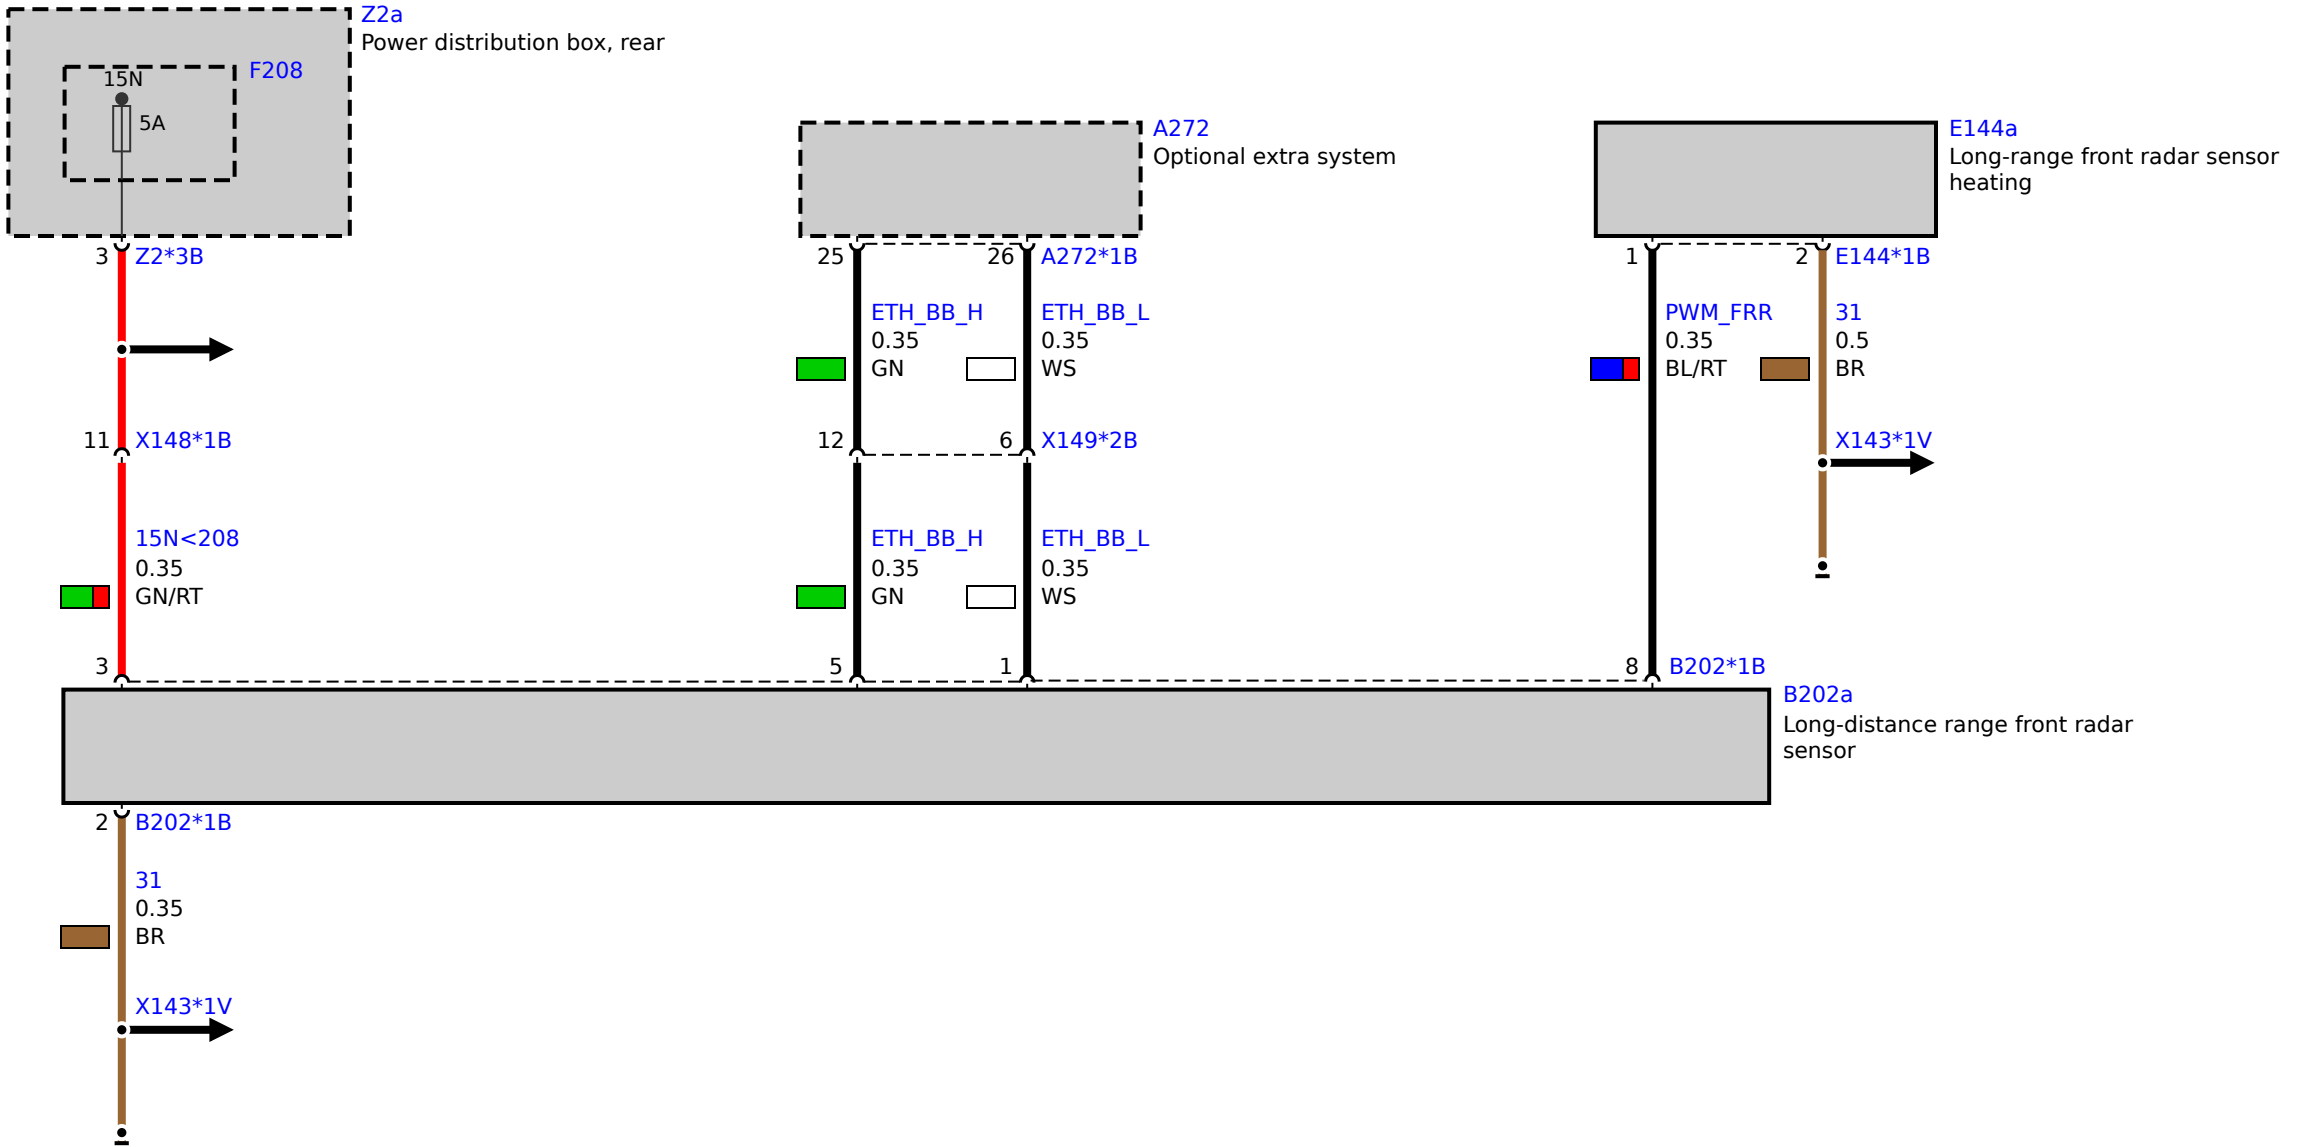 Z2a
Power distribution box, rear
15N
F208
5A
A272
Optional extra system
E144a
Long-range front radar sensor
heating
3 Z2*3B
25 26 A272*1B
1 2 E144*1B
ETH_BB_H
0.35
GN
ETH_BB_L
0.35
WS
PWM_FRR
0.35
BL/RT
31
0.5
BR
11 X148*1B
12 6 X149*2B
X143*1V
15N<208
0.35
GN/RT
ETH_BB_H
0.35
GN
ETH_BB_L
0.35
WS
3 5 1 8 B202*1B
B202a
Long-distance range front radar
sensor
2 B202*1B
31
0.35
BR
X143*1V